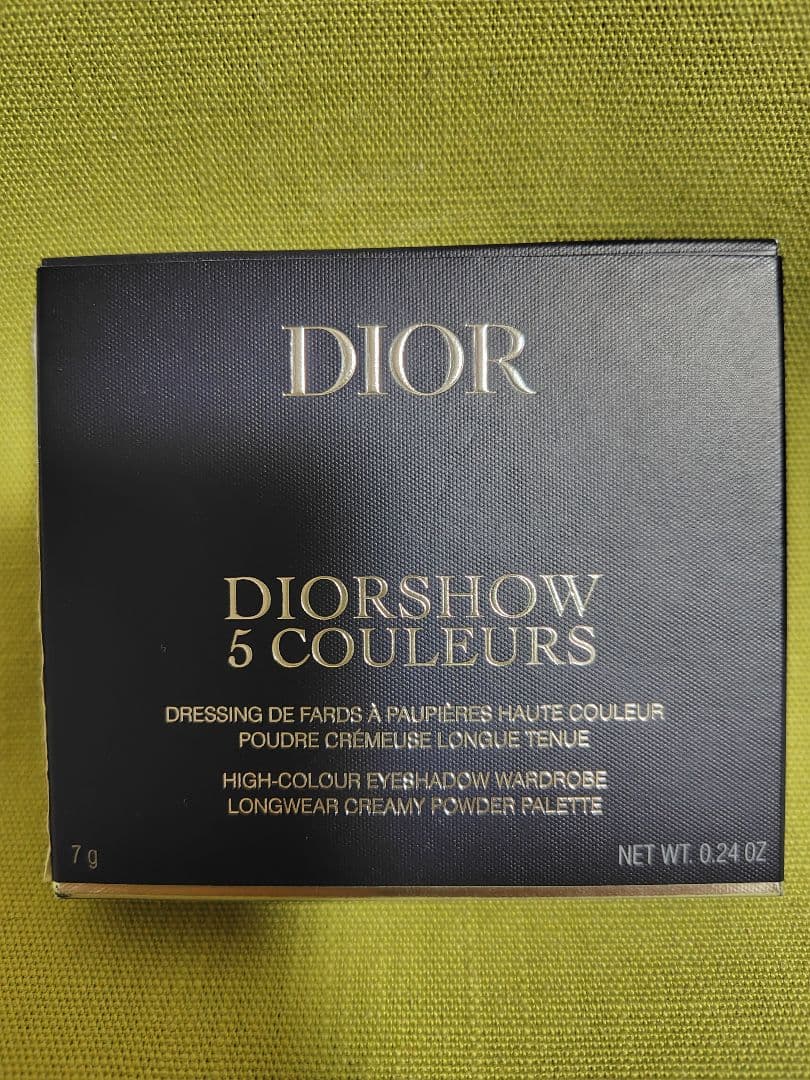 DIOR
DIORSHOW
5 COULEURS
DRESSING DE FARDS À PAUPIÈRES HAUTE COULEUR
POUDRE CRÉMEUSE LONGUE TENUE
HIGH-COLOUR EYESHADOW WARDROBE
LONGWEAR CREAMY POWDER PALETTE
7 g
NET WT. 0.24 OZ